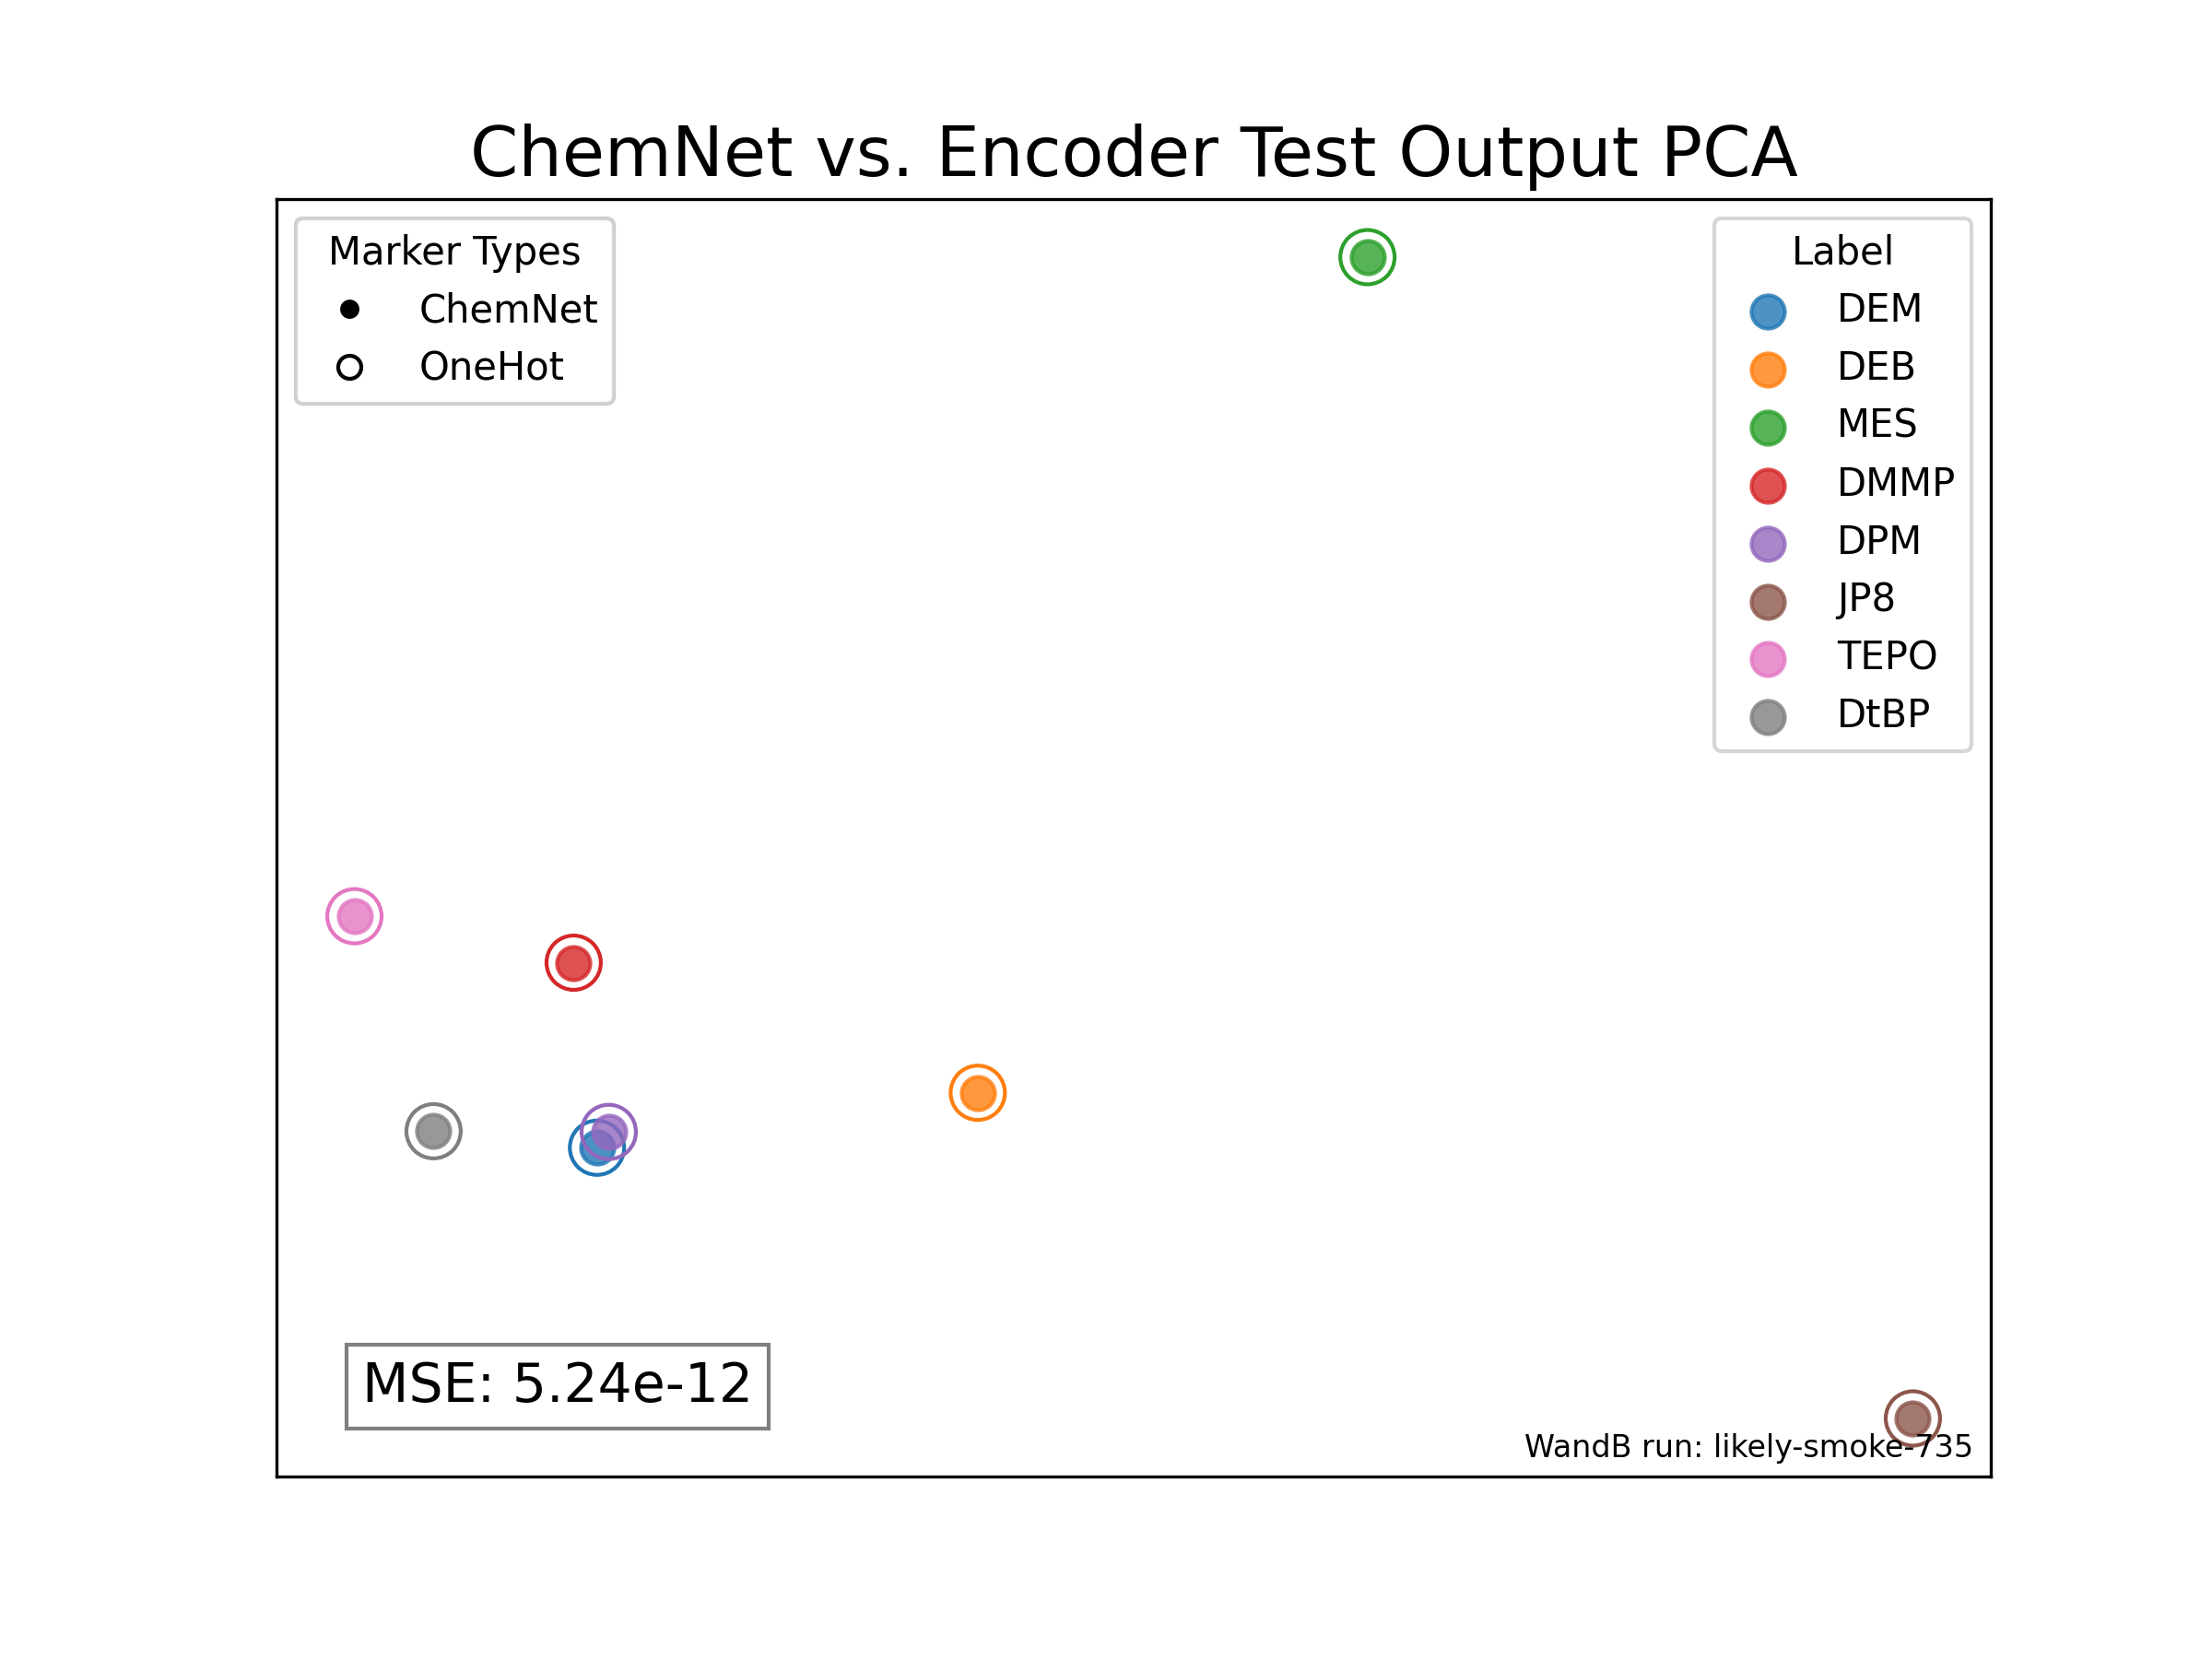 ChemNet vs. Encoder Test Output PCA
Marker Types
ChemNet
OneHot
Label
DEM
DEB
MES
DMMP
DPM
JP8
TEPO
DtBP
MSE: 5.24e-12
WandB run: likely-smoke-735